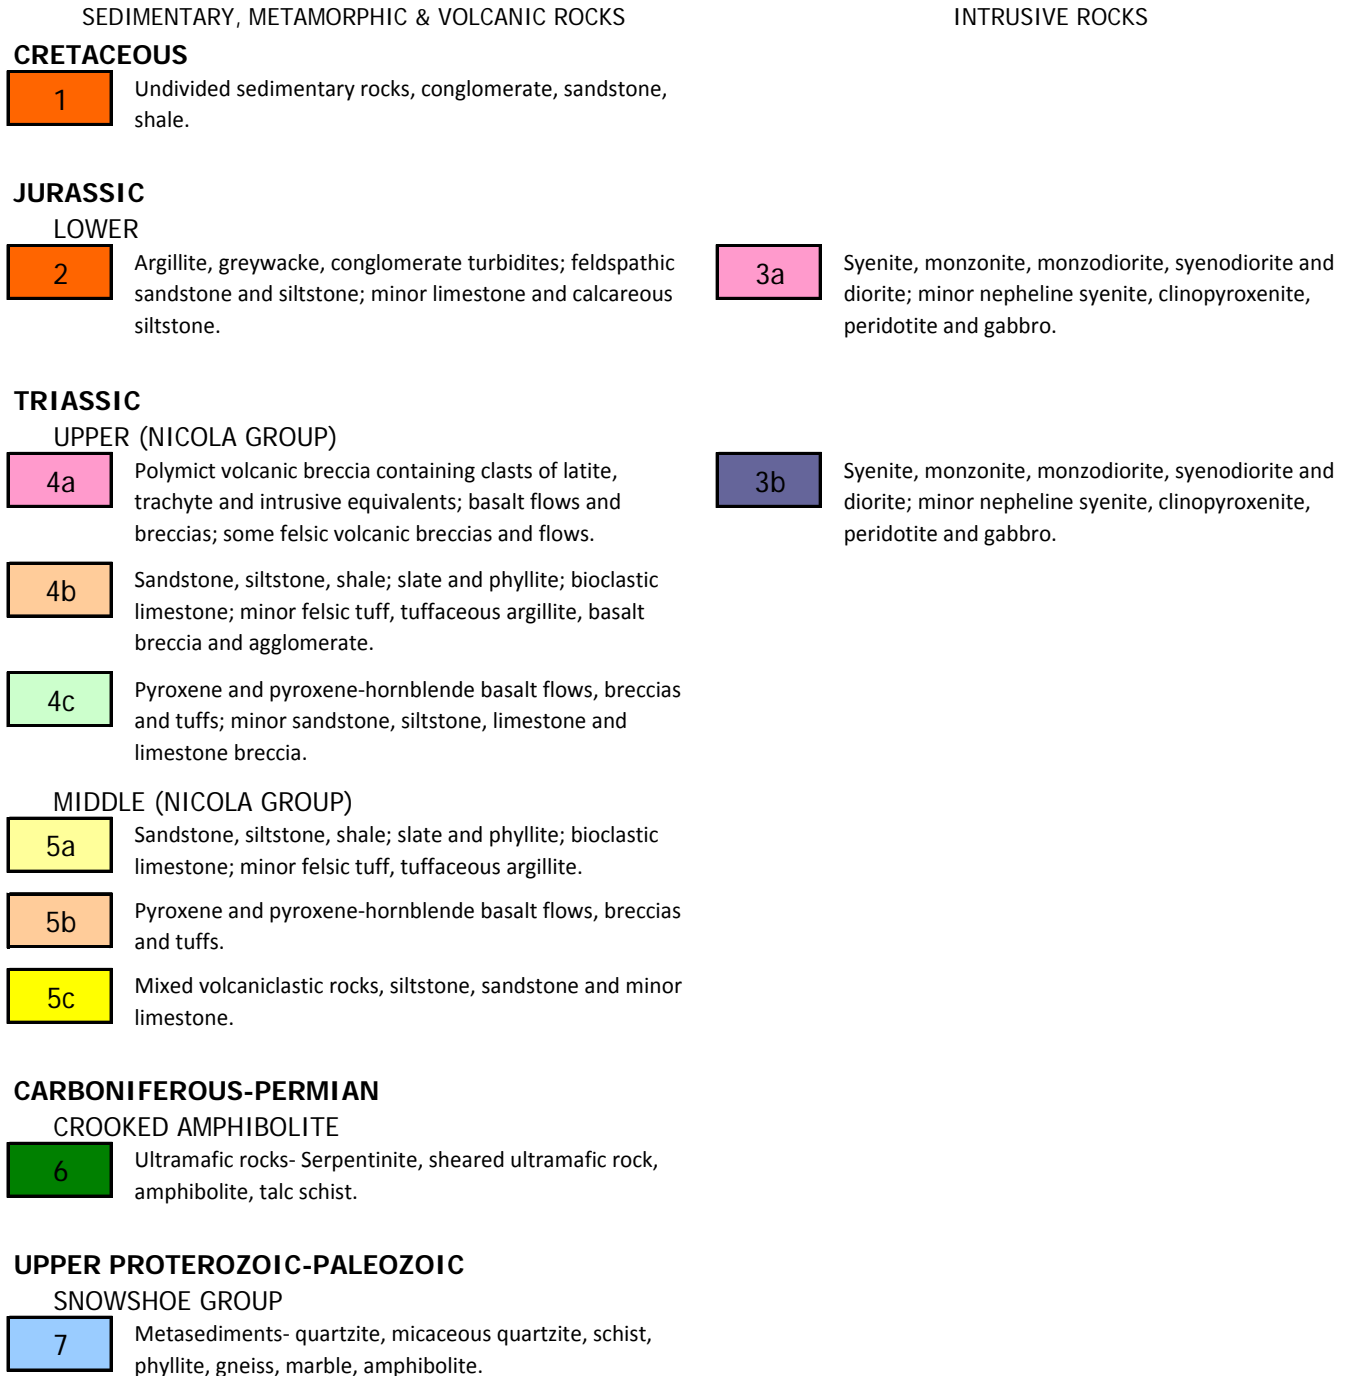 SEDIMENTARY, METAMORPHIC & VOLCANIC ROCKS
INTRUSIVE ROCKS
CRETACEOUS
1
Undivided sedimentary rocks, conglomerate, sandstone,
shale.
JURASSIC
LOWER
2
Argillite, greywacke, conglomerate turbidites; feldspathic
sandstone and siltstone; minor limestone and calcareous
siltstone.
3a
Syenite, monzonite, monzodiorite, syenodiorite and
diorite; minor nepheline syenite, clinopyroxenite,
peridotite and gabbro.
TRIASSIC
UPPER (NICOLA GROUP)
4a
Polymict volcanic breccia containing clasts of latite,
trachyte and intrusive equivalents; basalt flows and
breccias; some felsic volcanic breccias and flows.
3b
Syenite, monzonite, monzodiorite, syenodiorite and
diorite; minor nepheline syenite, clinopyroxenite,
peridotite and gabbro.
4b
Sandstone, siltstone, shale; slate and phyllite; bioclastic
limestone; minor felsic tuff, tuffaceous argillite, basalt
breccia and agglomerate.
4c
Pyroxene and pyroxene-hornblende basalt flows, breccias
and tuffs; minor sandstone, siltstone, limestone and
limestone breccia.
MIDDLE (NICOLA GROUP)
5a
Sandstone, siltstone, shale; slate and phyllite; bioclastic
limestone; minor felsic tuff, tuffaceous argillite.
5b
Pyroxene and pyroxene-hornblende basalt flows, breccias
and tuffs.
5c
Mixed volcaniclastic rocks, siltstone, sandstone and minor
limestone.
CARBONIFEROUS-PERMIAN
CROOKED AMPHIBOLITE
6
Ultramafic rocks- Serpentinite, sheared ultramafic rock,
amphibolite, talc schist.
UPPER PROTEROZOIC-PALEOZOIC
SNOWSHOE GROUP
7
Metasediments- quartzite, micaceous quartzite, schist,
phyllite, gneiss, marble, amphibolite.